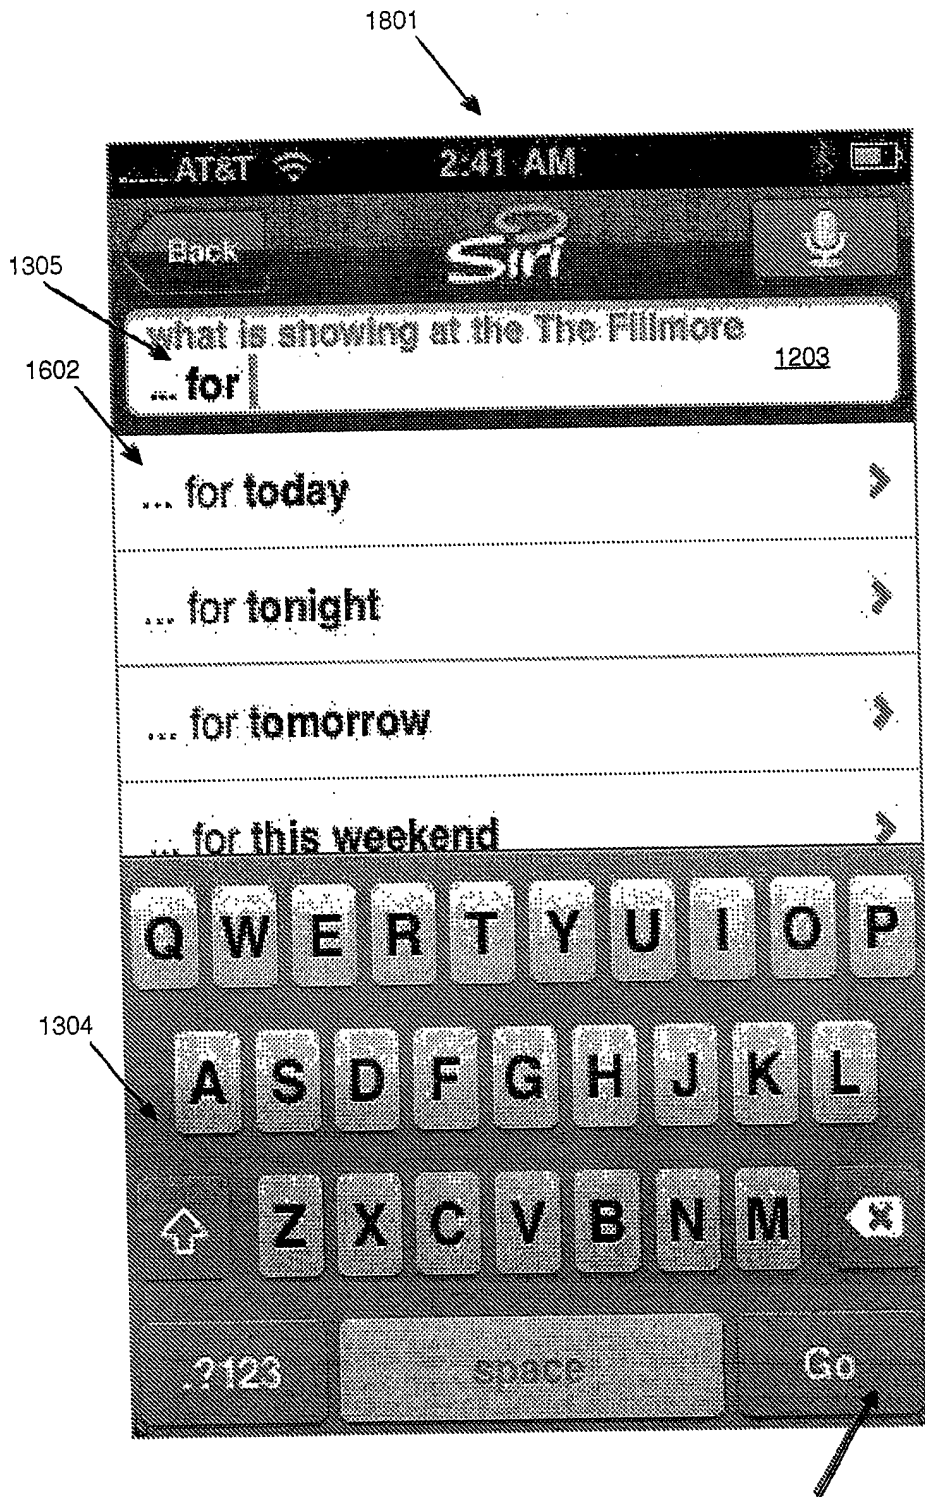 1801
AT&T 2:41 AM
Back Siri
1305
what is showing at the The Fillmore
1602
... for
1203
... for today
... for tonight
... for tomorrow
... for this weekend
Q W E R T Y U I O P
1304
A S D F G H J K L
Z X C V B N M
.?123 space Go